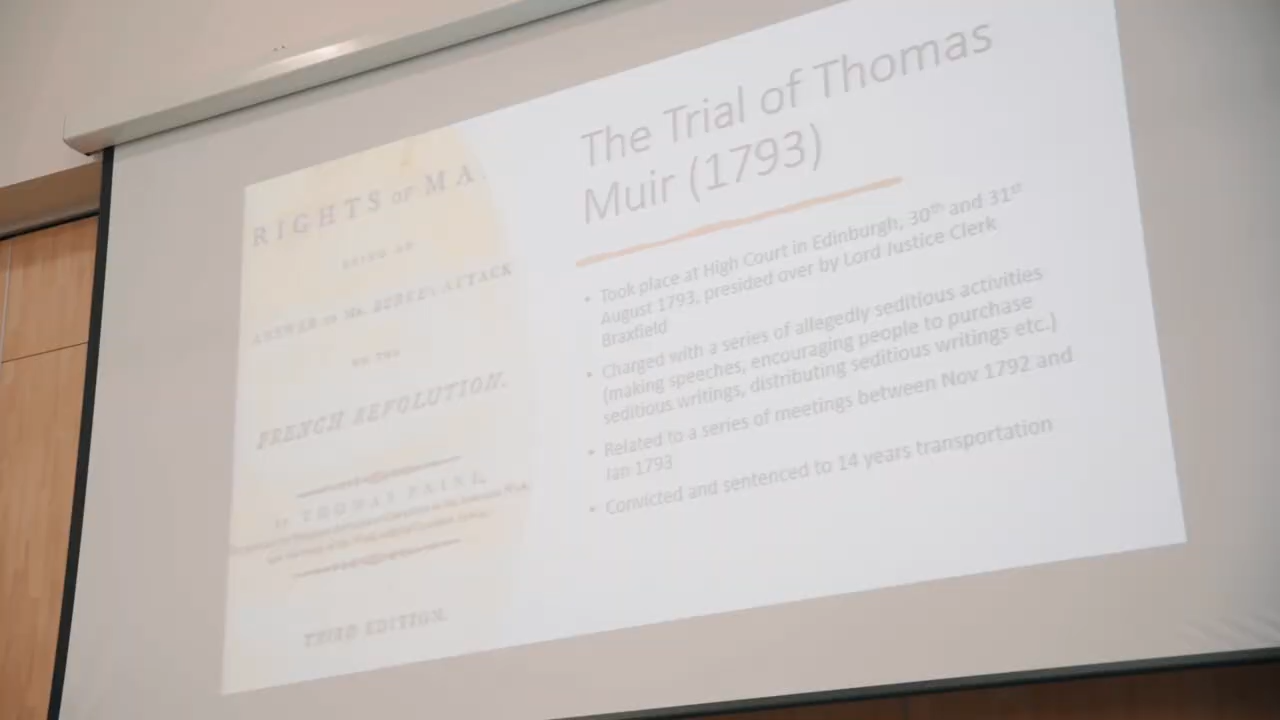 RIGHTS OF MA
BEING AN
ANSWER TO Mr. BURKE'S ATTACK
ON THE
FRENCH REVOLUTION.
BY THOMAS PAINE,
THIRD EDITION.
The Trial of Thomas
Muir (1793)
• Took place at High Court in Edinburgh, 30th and 31st
August 1793, presided over by Lord Justice Clerk
Braxfield
• Charged with a series of allegedly seditious activities
(making speeches, encouraging people to purchase
seditious writings, distributing seditious writings etc.)
• Related to a series of meetings between Nov 1792 and
Jan 1793
• Convicted and sentenced to 14 years transportation